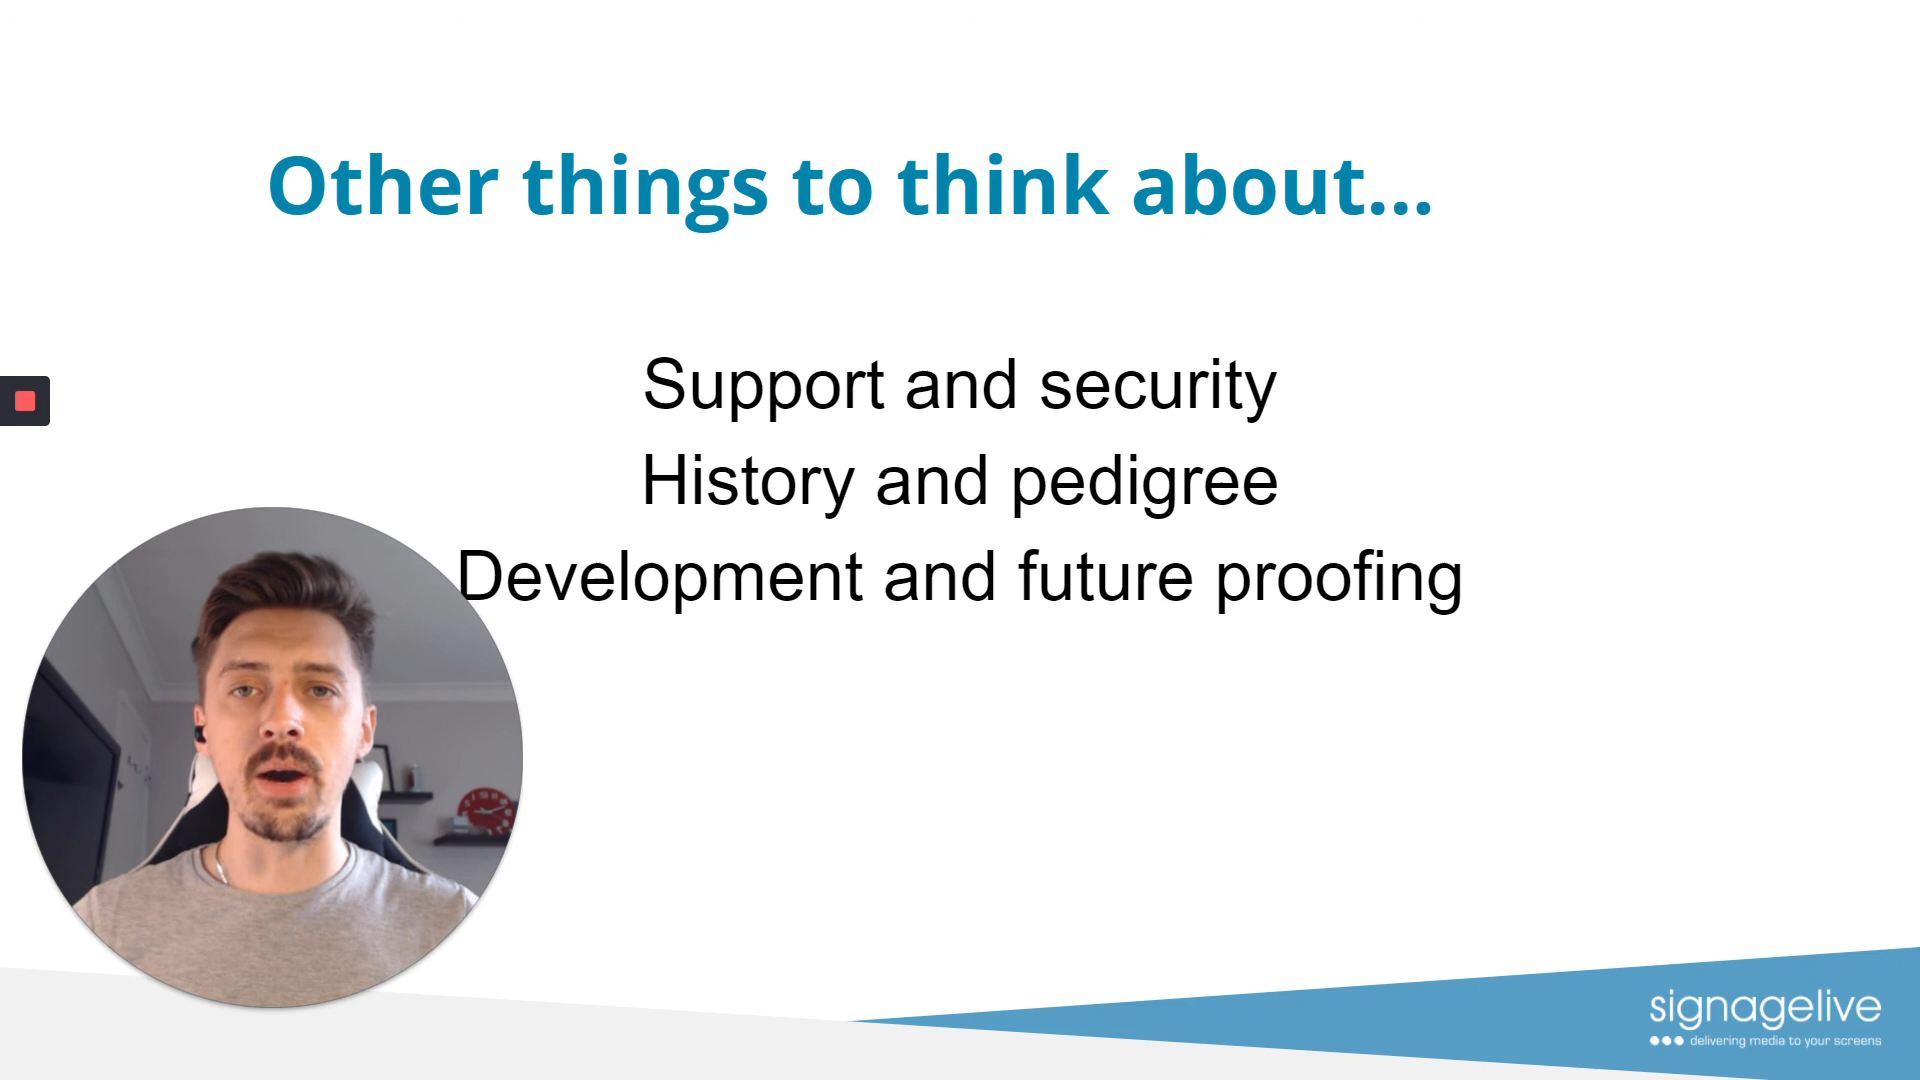 Other things to think about...
Support and security
History and pedigree
Development and future proofing
signagelive
delivering media to your screens